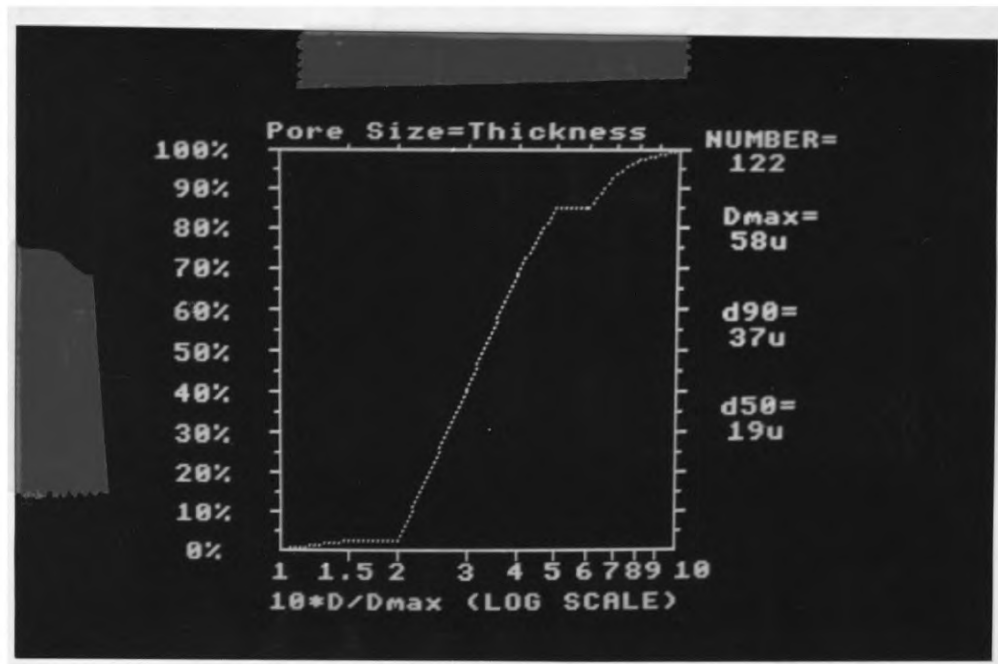 Pore Size=Thickness
100%
90%
80%
70%
60%
50%
40%
30%
20%
10%
0%
1 1.5 2 3 4 5 6 7 8 9 10
10*D/Dmax (LOG SCALE)
NUMBER=
122
Dmax=
58u
d90=
37u
d50=
19u